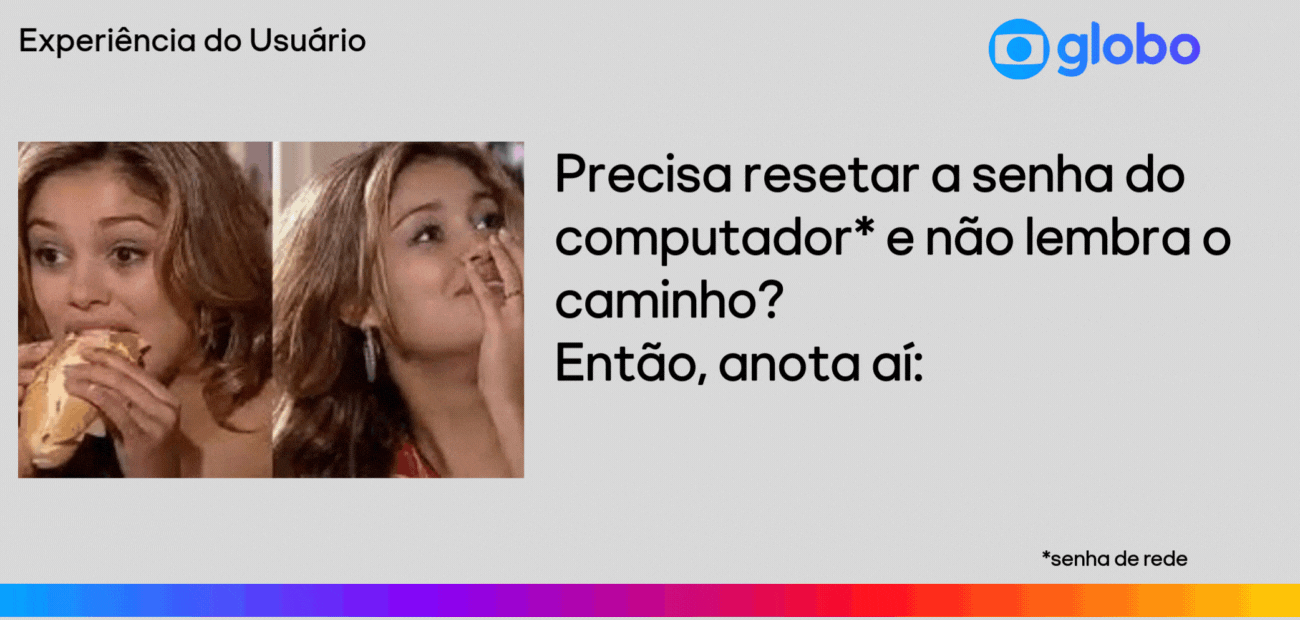 Experiência do Usuário
globo
Precisa resetar a senha do
computador* e não lembra o
caminho?
Então, anota aí:
*senha de rede